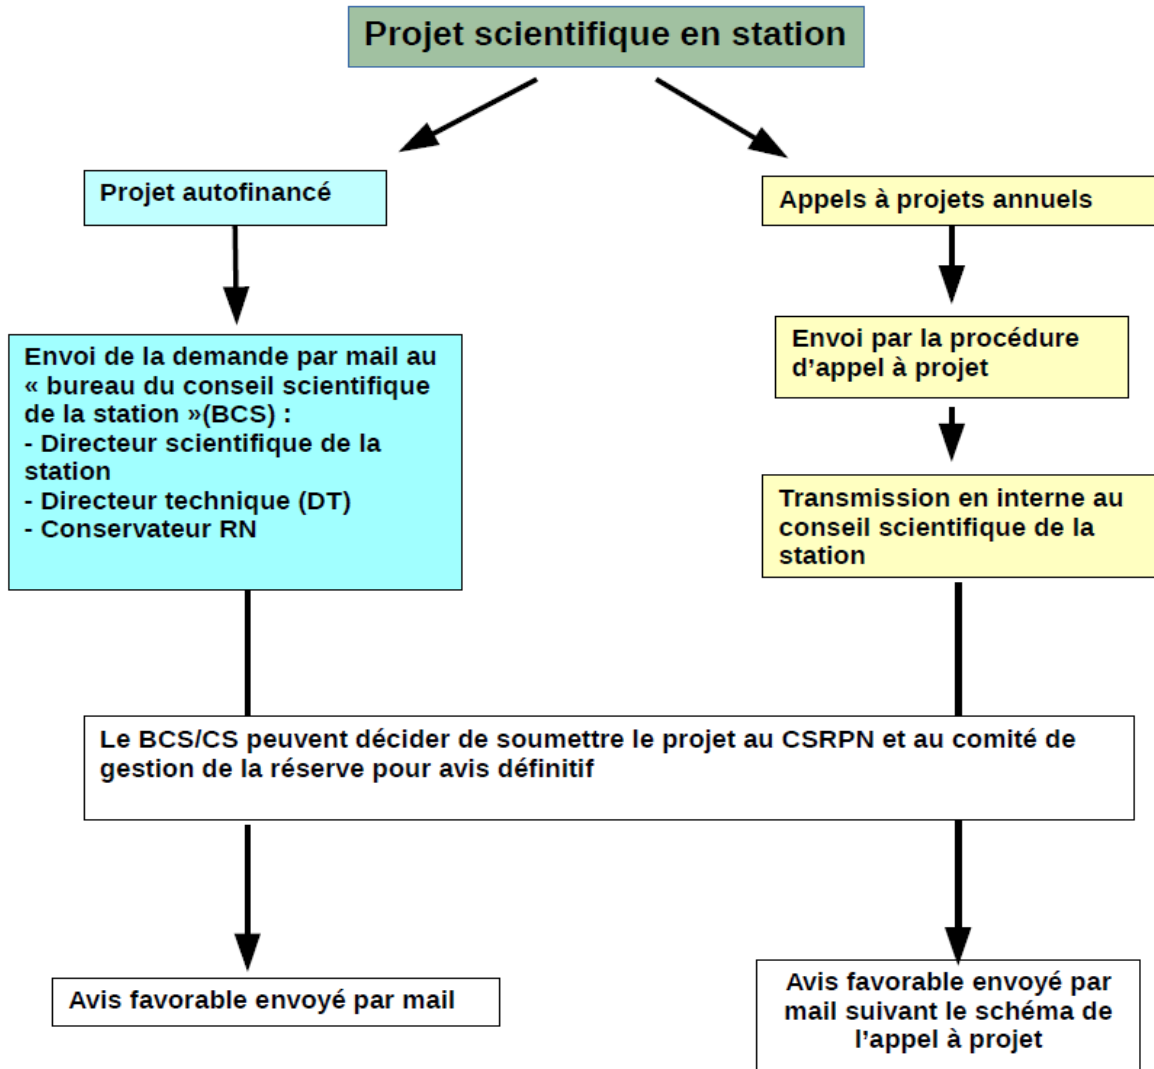 Projet scientifique en station
Projet autofinancé
Appels à projets annuels
Envoi de la demande par mail au
« bureau du conseil scientifique
de la station »(BCS) :
- Directeur scientifique de la
station
- Directeur technique (DT)
- Conservateur RN
Envoi par la procédure
d’appel à projet
Transmission en interne au
conseil scientifique de la
station
Le BCS/CS peuvent décider de soumettre le projet au CSRPN et au comité de
gestion de la réserve pour avis définitif
Avis favorable envoyé par mail
Avis favorable envoyé par
mail suivant le schéma de
l’appel à projet